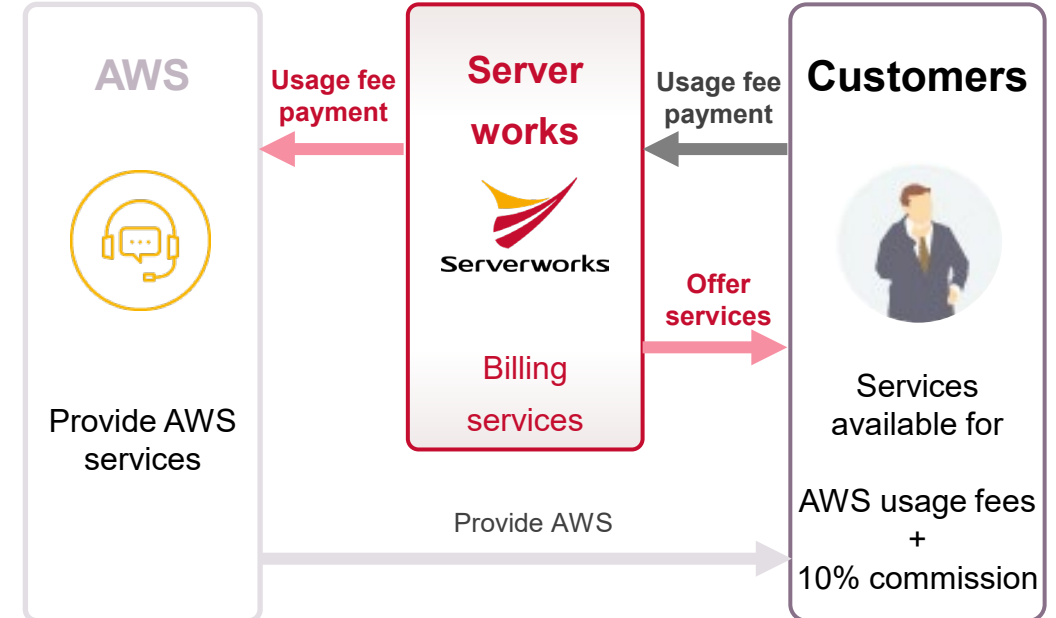 AWS
Provide AWS
services
Usage fee
payment
Server
works
Serverworks
Billing
services
Usage fee
payment
Offer
services
Provide AWS
Customers
Services
available for
AWS usage fees
+
10% commission